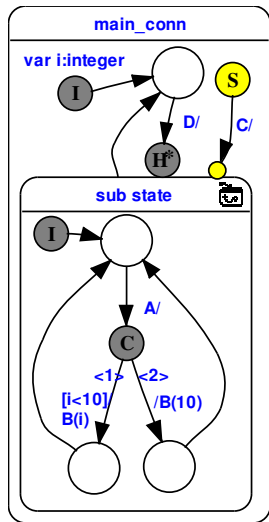 main_conn
var i:integer
I
S
D/
C/
H*
sub state
I
A/
C
<1> <2>
[i<10] /B(10)
B(i)